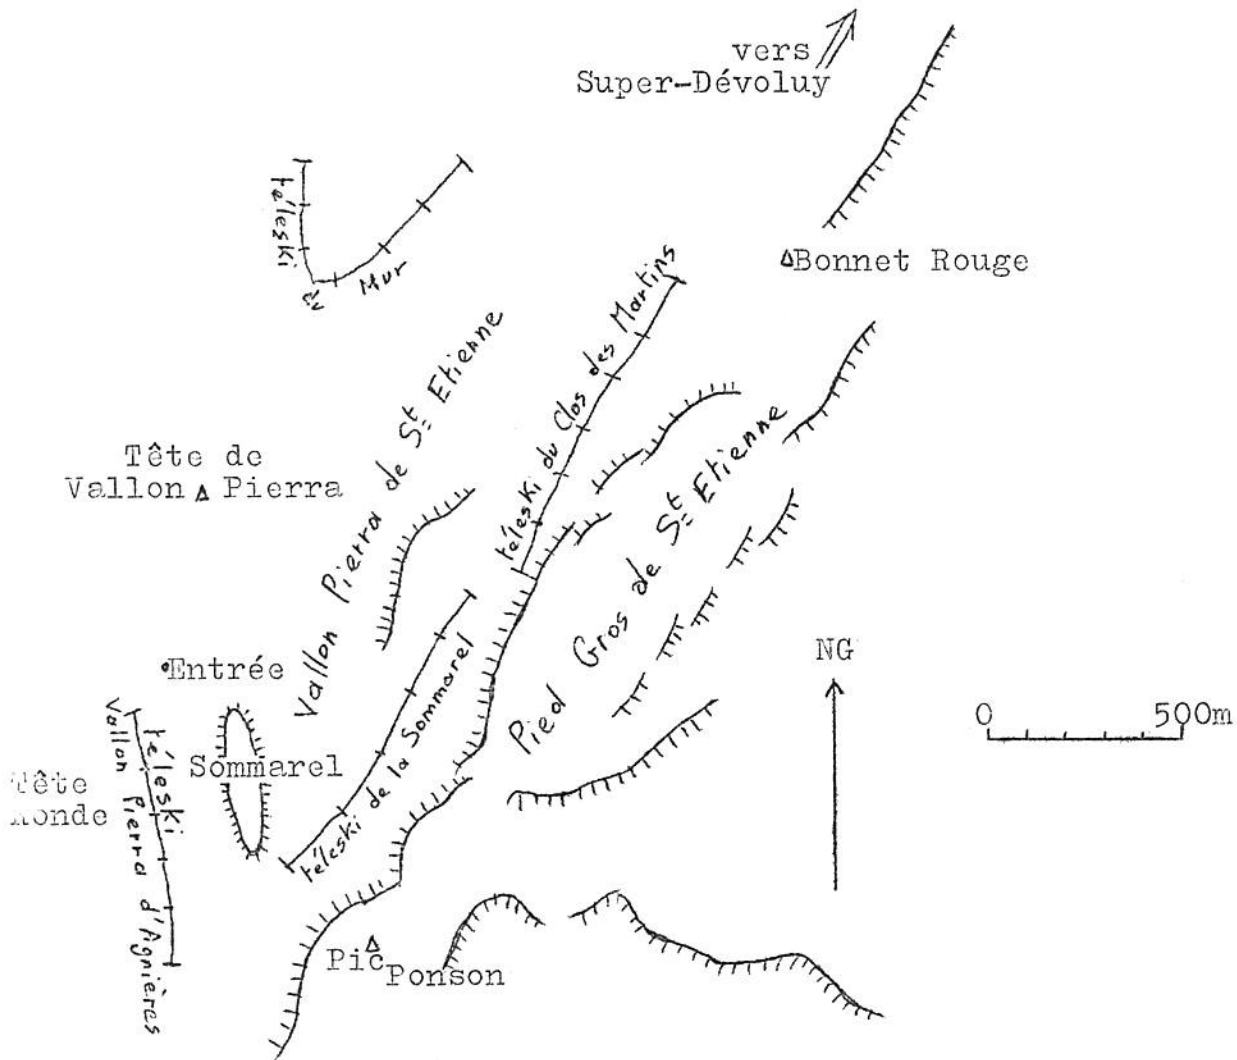 vers
Super-Dévoluy
téleski
R
Mur
Bonnet Rouge
téleski du Clos des Martins
Vallon Pierra de St Etienne
Tête de
Vallon Pierra
Pied Gros de St Etienne
Entrée
NG
0 500m
téleski de la Sommarel
Sommarel
téleski
Vallon Pierra d'Agnières
Tête
Ronde
Pic
Ponson